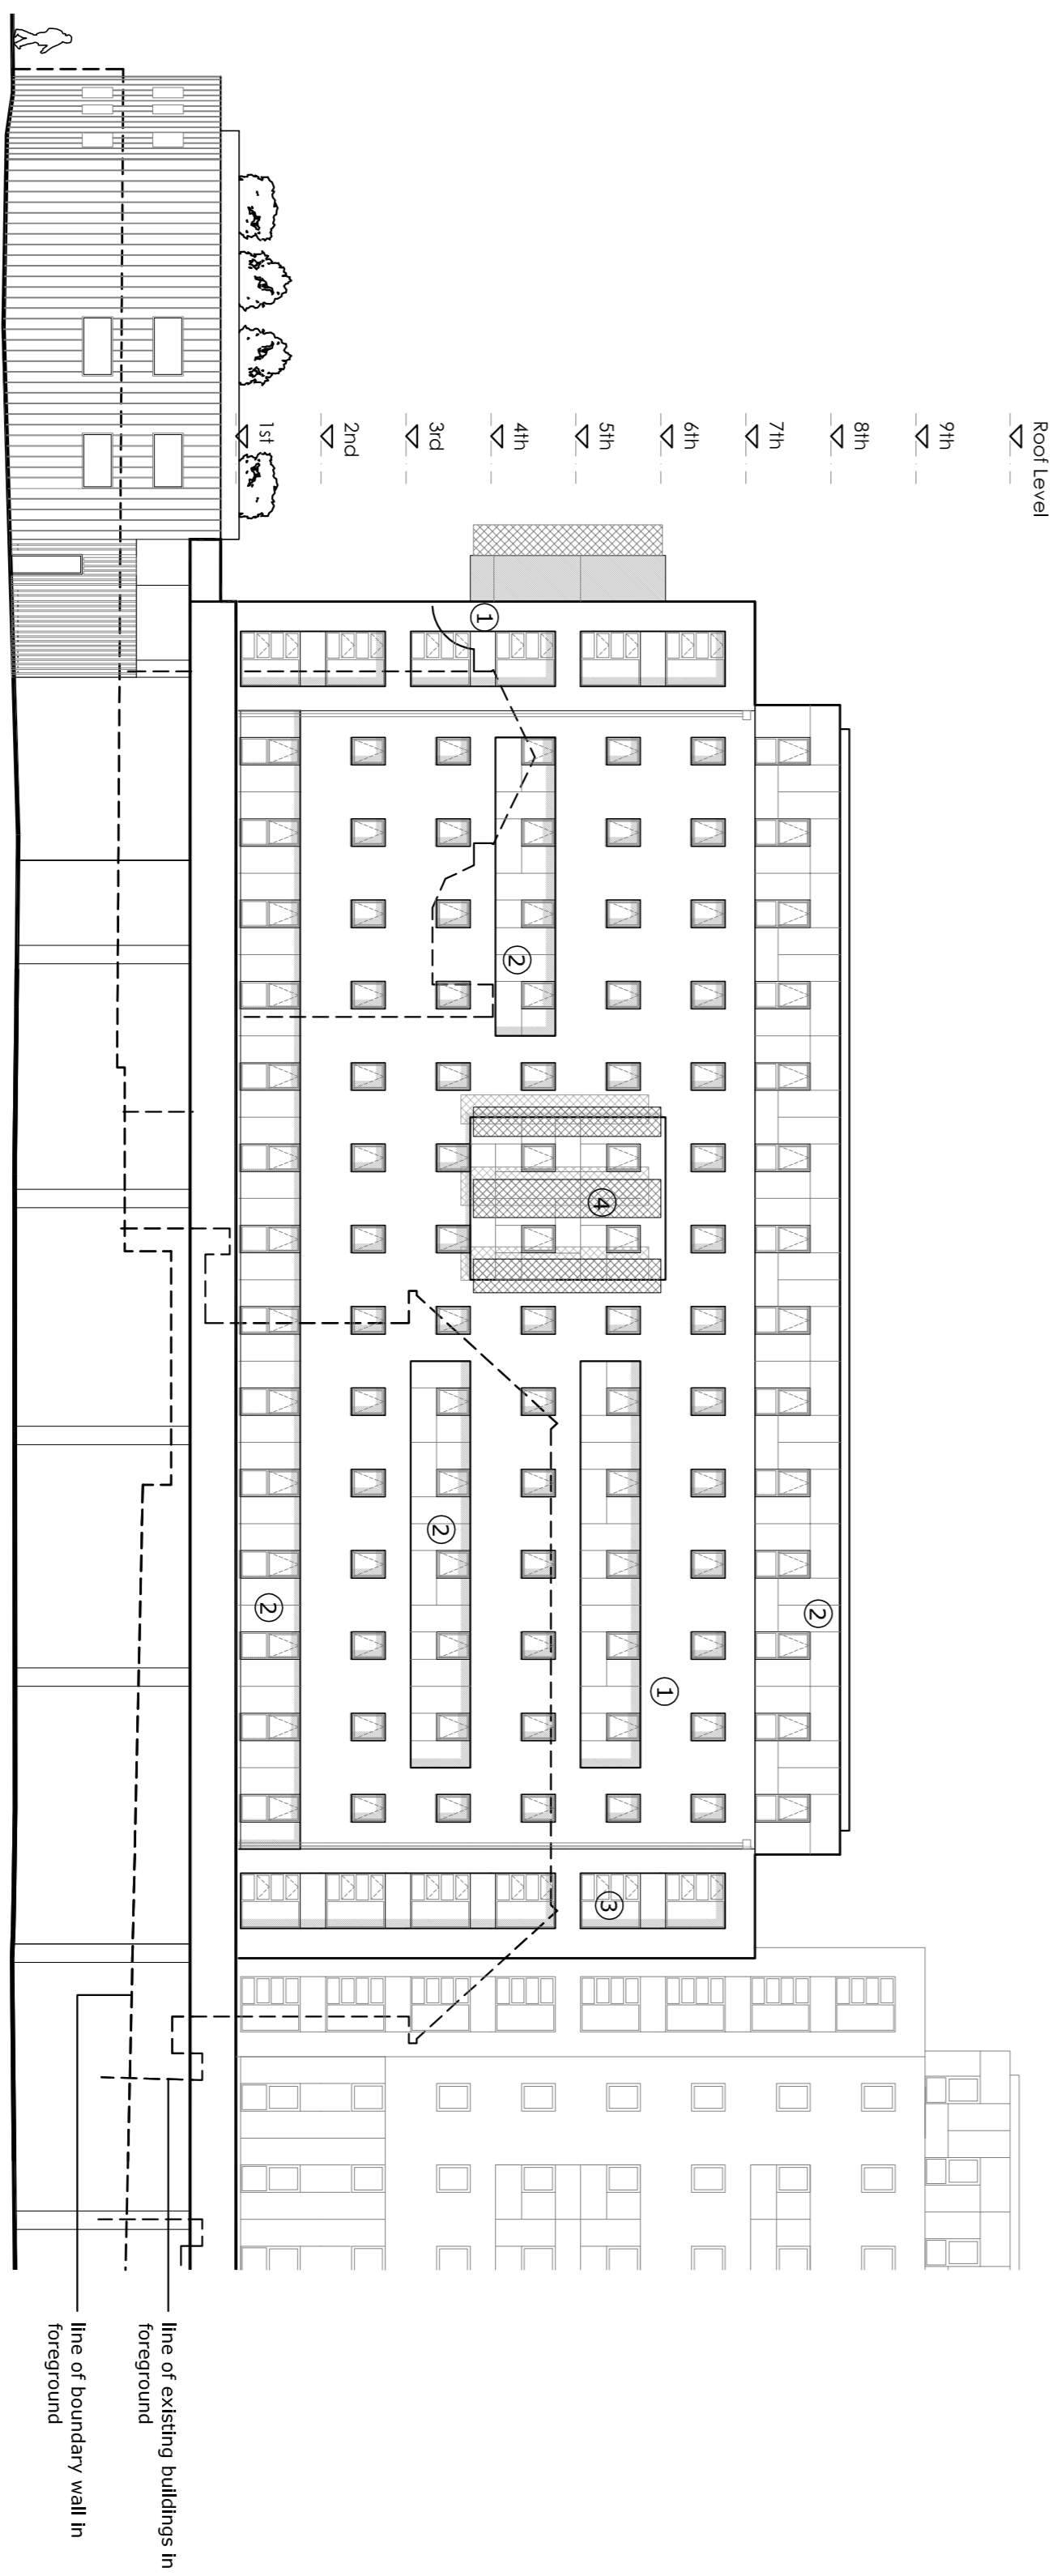 Roof Level
9th
8th
7th
6th
5th
4th
3rd
2nd
1st
1
2
4
2
2
2
1
3
line of existing buildings in
foreground
line of boundary wall in
foreground